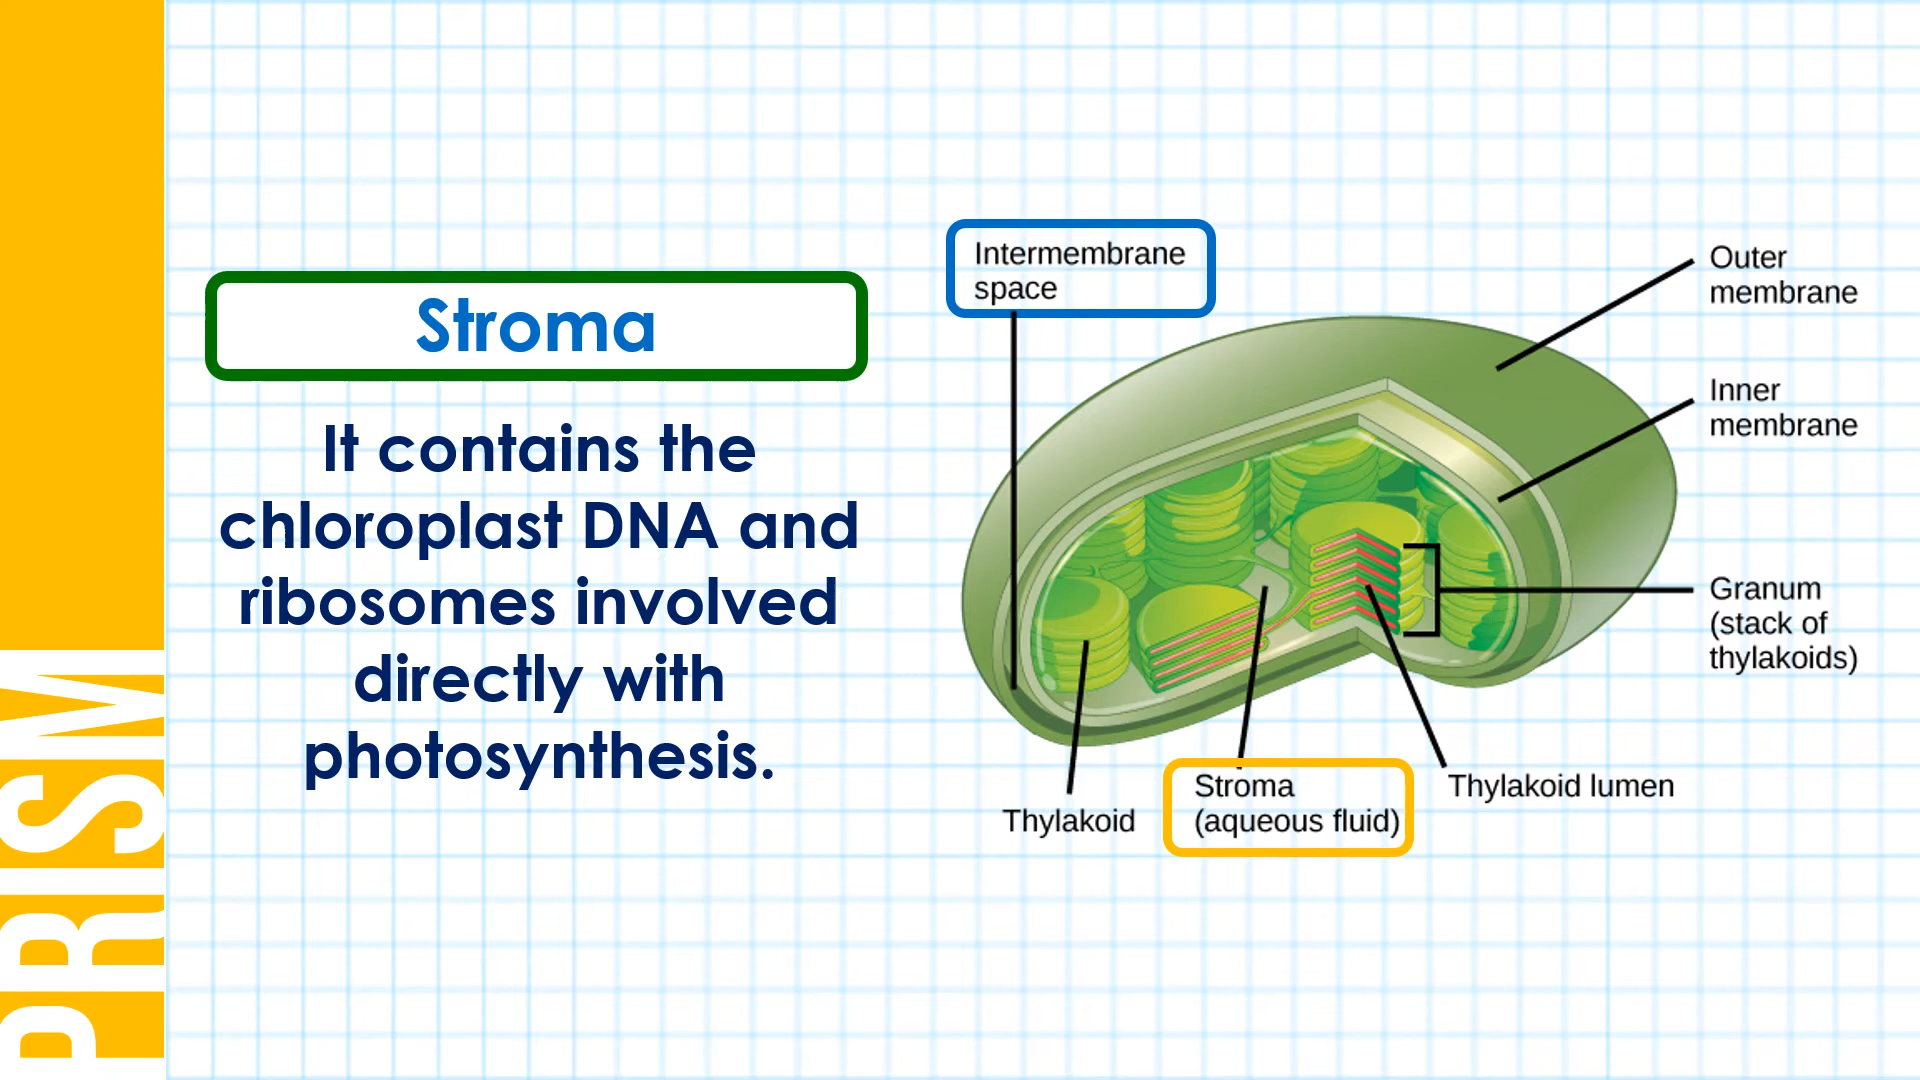 PRISM
Stroma
It contains the
chloroplast DNA and
ribosomes involved
directly with
photosynthesis.
Intermembrane
space
Outer
membrane
Inner
membrane
Granum
(stack of
thylakoids)
Thylakoid lumen
Stroma
(aqueous fluid)
Thylakoid